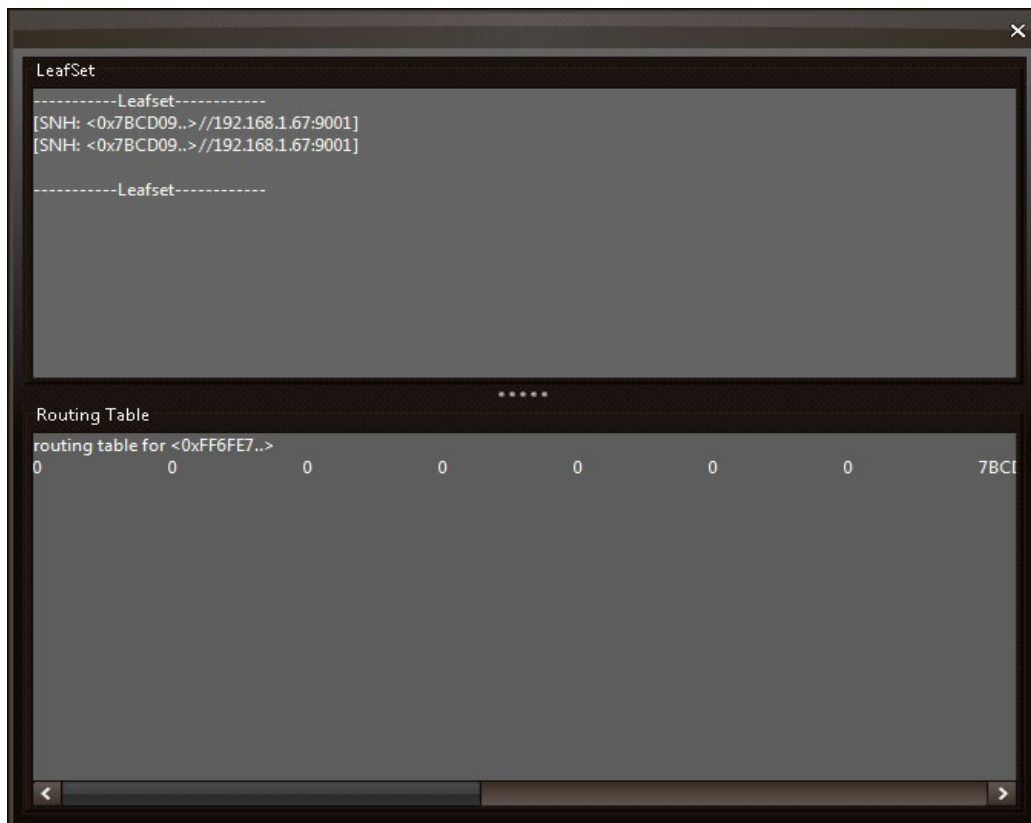 LeafSet
-----------Leafset------------
[SNH: <0x7BCD09..>//192.168.1.67:9001]
[SNH: <0x7BCD09..>//192.168.1.67:9001]
-----------Leafset------------
Routing Table
routing table for <0xFF6FE7..>
0 0 0 0 0 0 0 7BCD